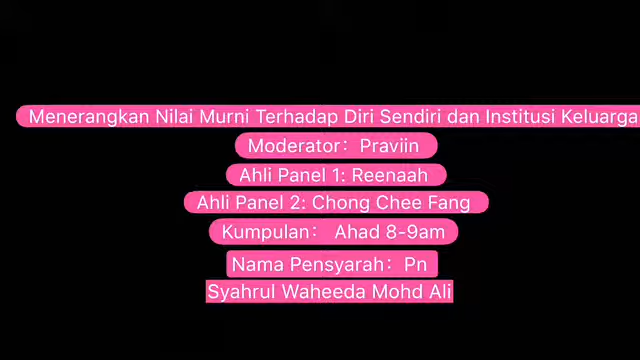 Menerangkan Nilai Murni Terhadap Diri Sendiri dan Institusi Keluarga
Moderator：Praviin
Ahli Panel 1: Reenaah
Ahli Panel 2: Chong Chee Fang
Kumpulan： Ahad 8-9am
Nama Pensyarah：Pn
Syahrul Waheeda Mohd Ali